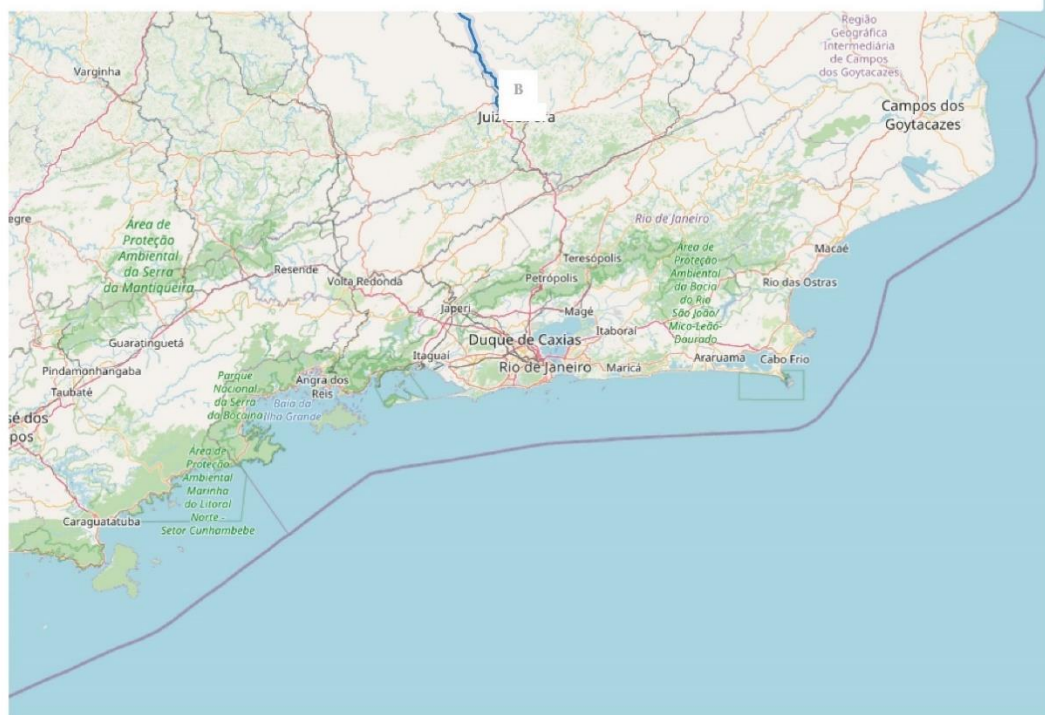 Região
Geográfica
Intermediária
de Campos
dos Goytacazes
Varginha
B
Campos dos
Goytacazes
egre
Área de
Proteção
Ambiental
da Serra
da Mantiqueira
Rio de Janeiro
Área de
Proteção
Ambiental
da Bacia
do Rio
São João/
Mico-Leão-
Dourado
Macaé
Teresópolis
Resende
Volta Redonda
Petrópolis
Rio das Ostras
Japeri
Magé
Itaboraí
Guaratinguetá
Duque de Caxias
Itaguaí
Rio de Janeiro
Maricá
Araruama
Cabo Frio
Pindamonhangaba
Taubaté
Parque
Nacional
da Serra
da Bocaina
Angra dos
Reis
Baía da
Ilha Grande
sé dos
pos
Área de
Proteção
Ambiental
Marinha
do Litoral
Norte -
Setor Cunhambebe
Caraguatatuba